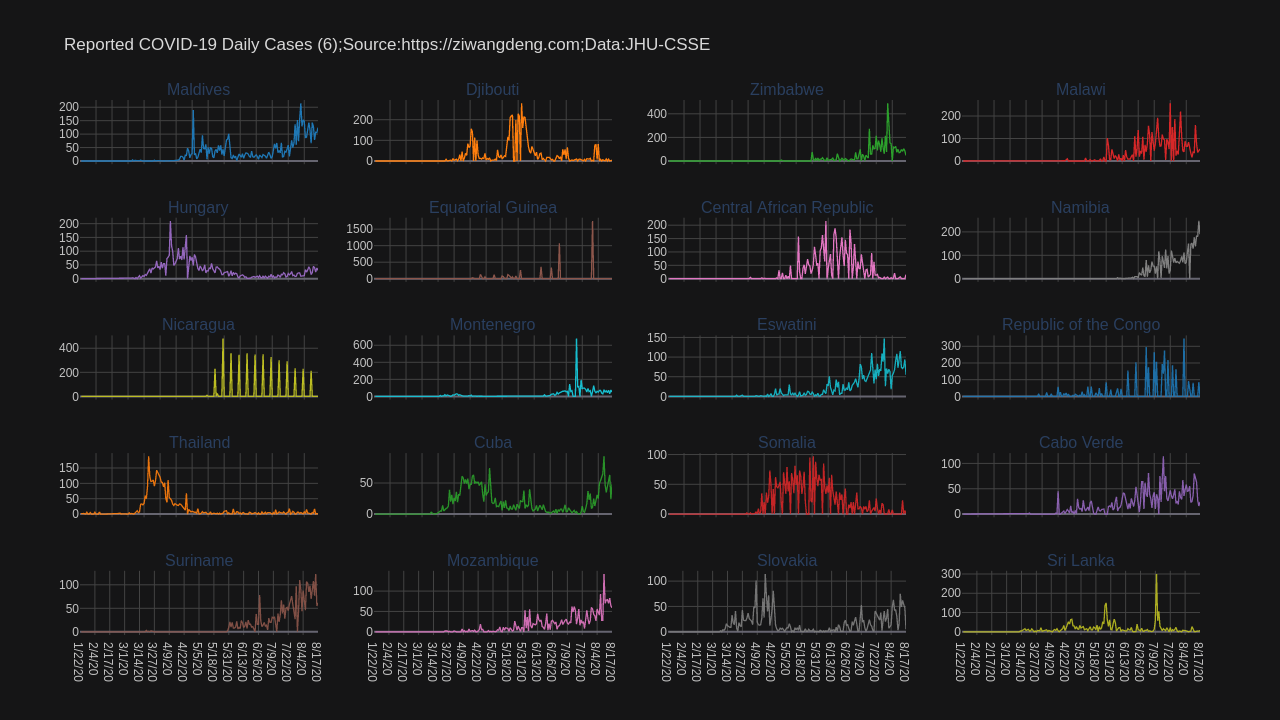 Reported COVID-19 Daily Cases (6);Source:https://ziwangdeng.com;Data:JHU-CSSE
Maldives Djibouti Zimbabwe Malawi
200 150 100 50 0
200 100 0
400 200 0
200 100 0
Hungary Equatorial Guinea Central African Republic Namibia
200 150 100 50 0
1500 1000 500 0
200 150 100 50 0
200 100 0
Nicaragua Montenegro Eswatini Republic of the Congo
400 200 0
600 400 200 0
150 100 50 0
300 200 100 0
Thailand Cuba Somalia Cabo Verde
150 100 50 0
50 0
100 50 0
100 50 0
Suriname Mozambique Slovakia Sri Lanka
100 50 0
100 50 0
100 50 0
300 200 100 0
1/22/20 2/4/20 3/1/20 3/14/20 3/27/20 4/9/20 4/22/20 5/5/20 5/18/20 5/31/20 6/13/20 6/26/20 7/9/20 7/22/20 8/4/20 8/17/20
1/22/20 2/4/20 3/1/20 3/14/20 3/27/20 4/9/20 4/22/20 5/5/20 5/18/20 5/31/20 6/13/20 6/26/20 7/9/20 7/22/20 8/4/20 8/17/20
1/22/20 2/4/20 3/1/20 3/14/20 3/27/20 4/9/20 4/22/20 5/5/20 5/18/20 5/31/20 6/13/20 6/26/20 7/9/20 7/22/20 8/4/20 8/17/20
1/22/20 2/4/20 3/1/20 3/14/20 3/27/20 4/9/20 4/22/20 5/5/20 5/18/20 5/31/20 6/13/20 6/26/20 7/9/20 7/22/20 8/4/20 8/17/20